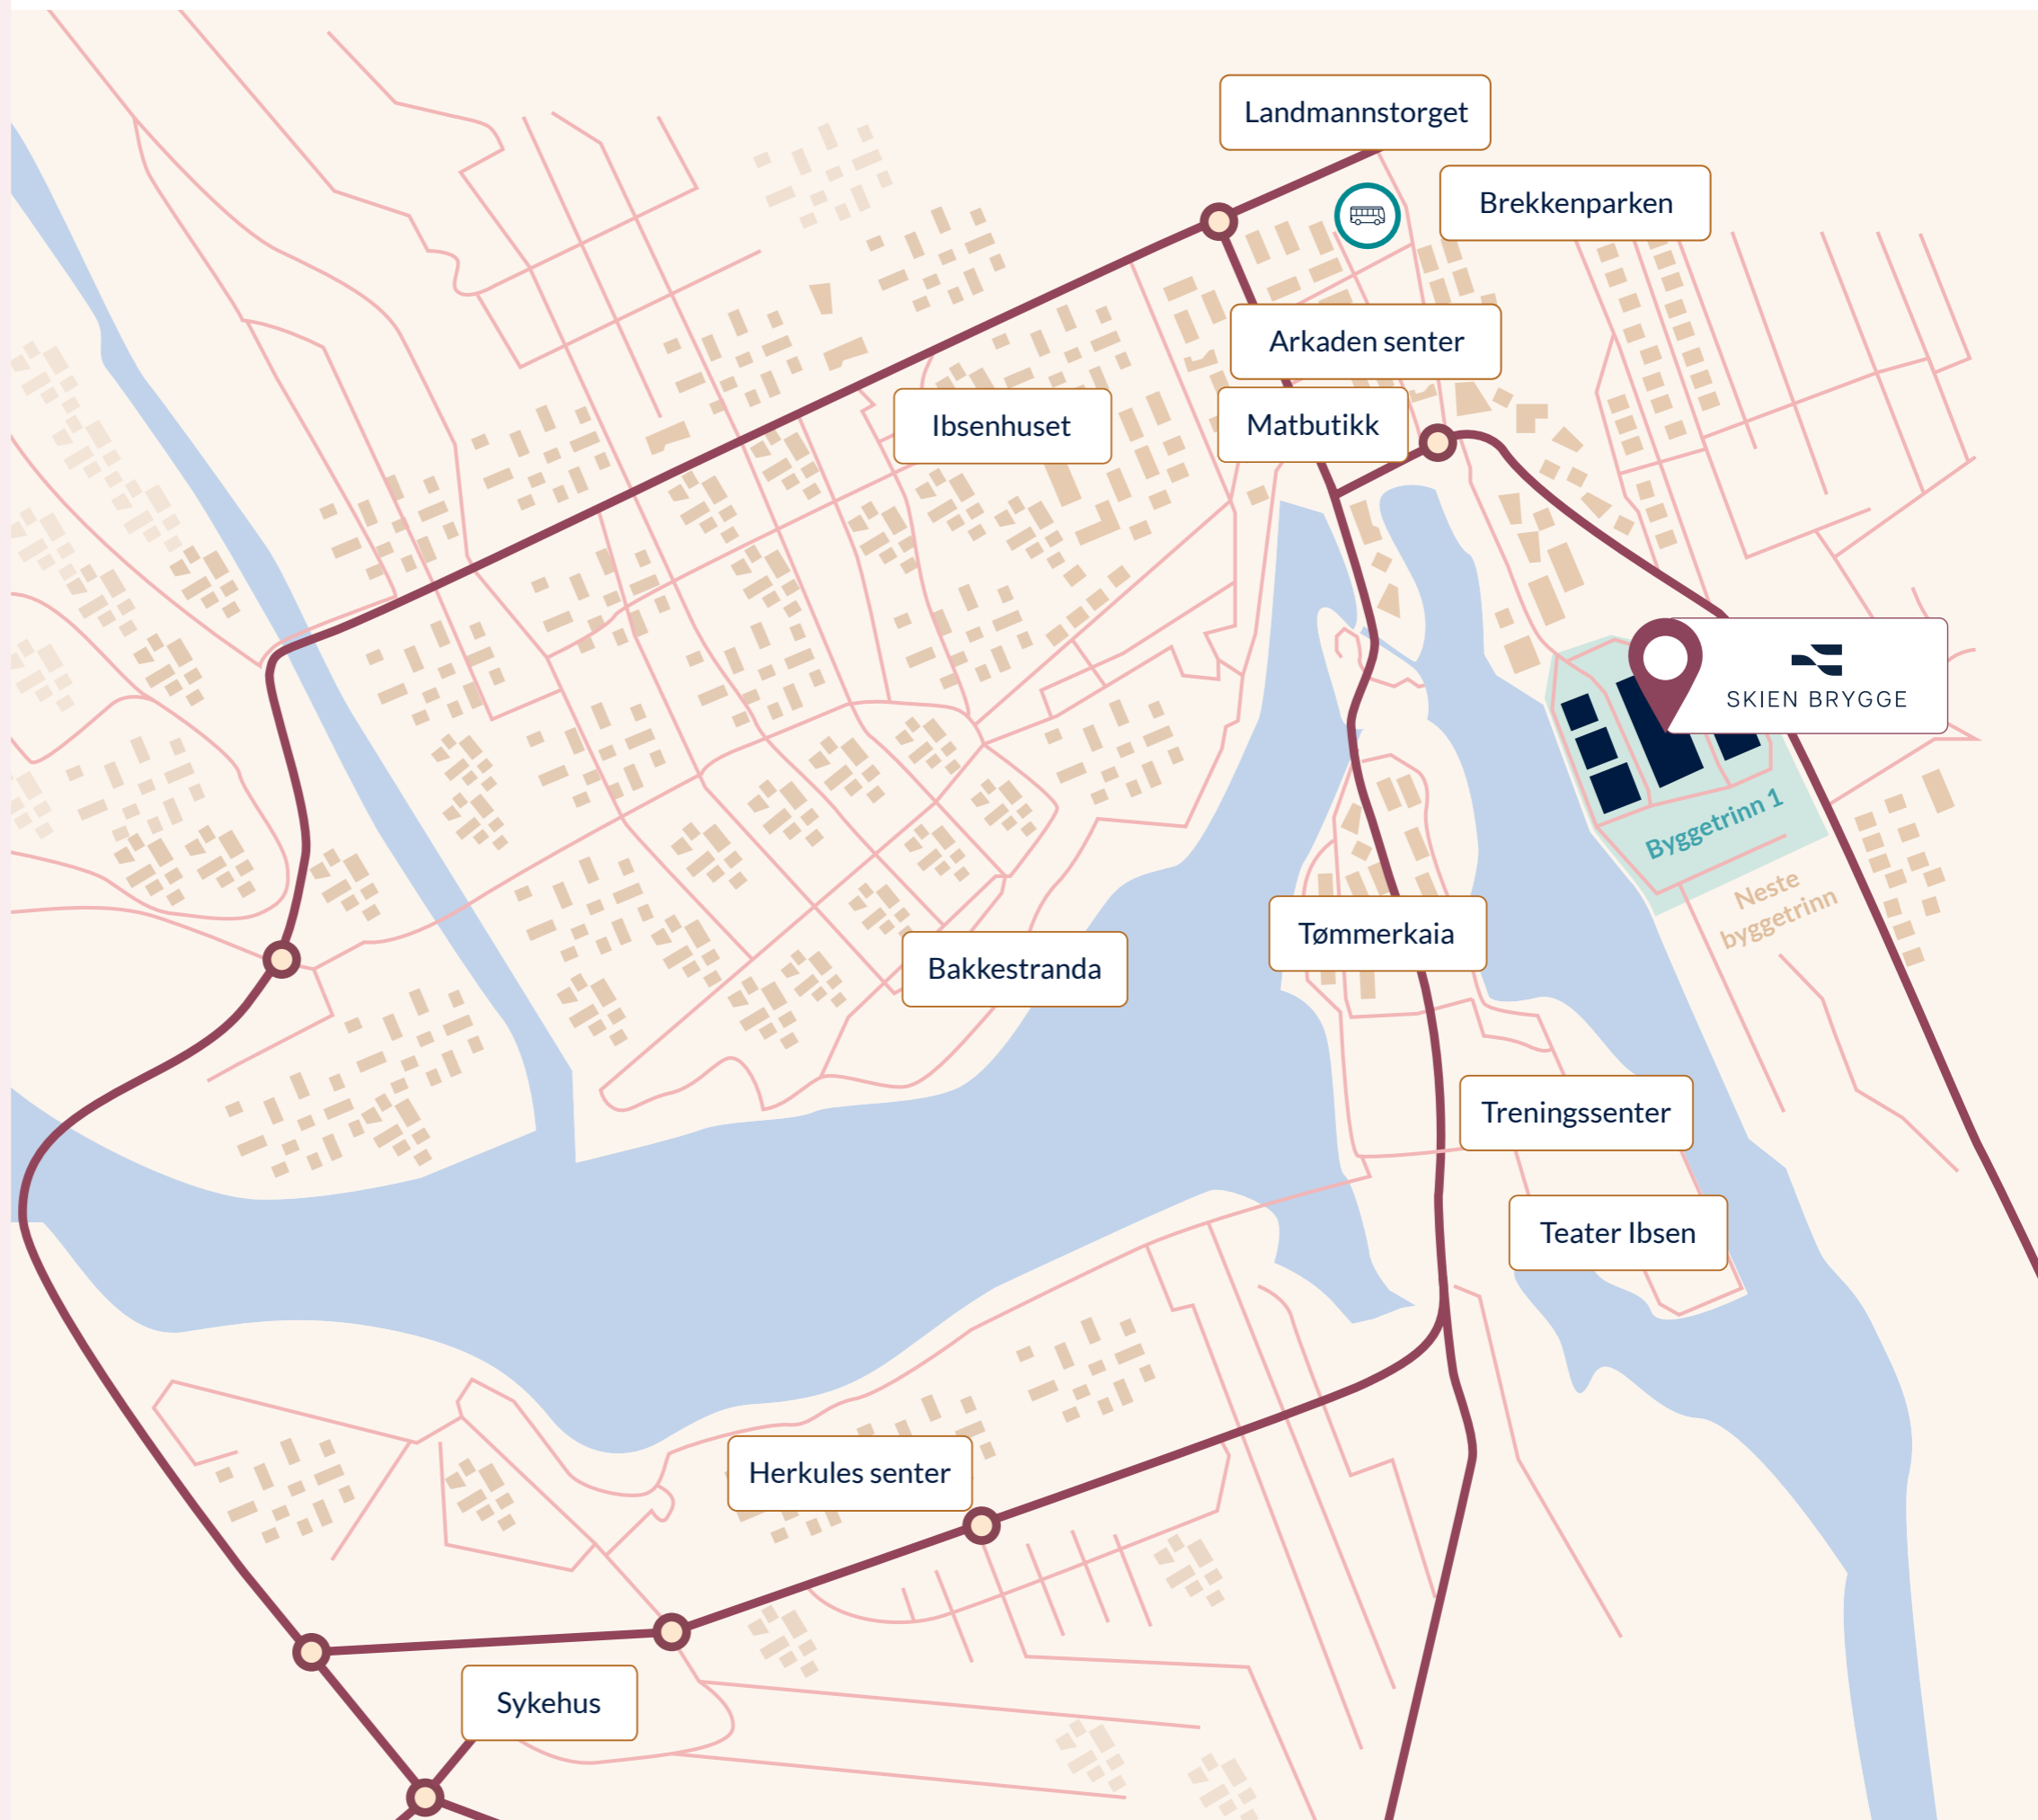 Landmannstorget
Brekkenparken
Arkaden senter
Matbutikk
Ibsenhuset
SKIEN BRYGGE
Byggetrinn 1
Neste
byggetrinn
Tømmerkaia
Bakkestranda
Treningssenter
Teater Ibsen
Herkules senter
Sykehus